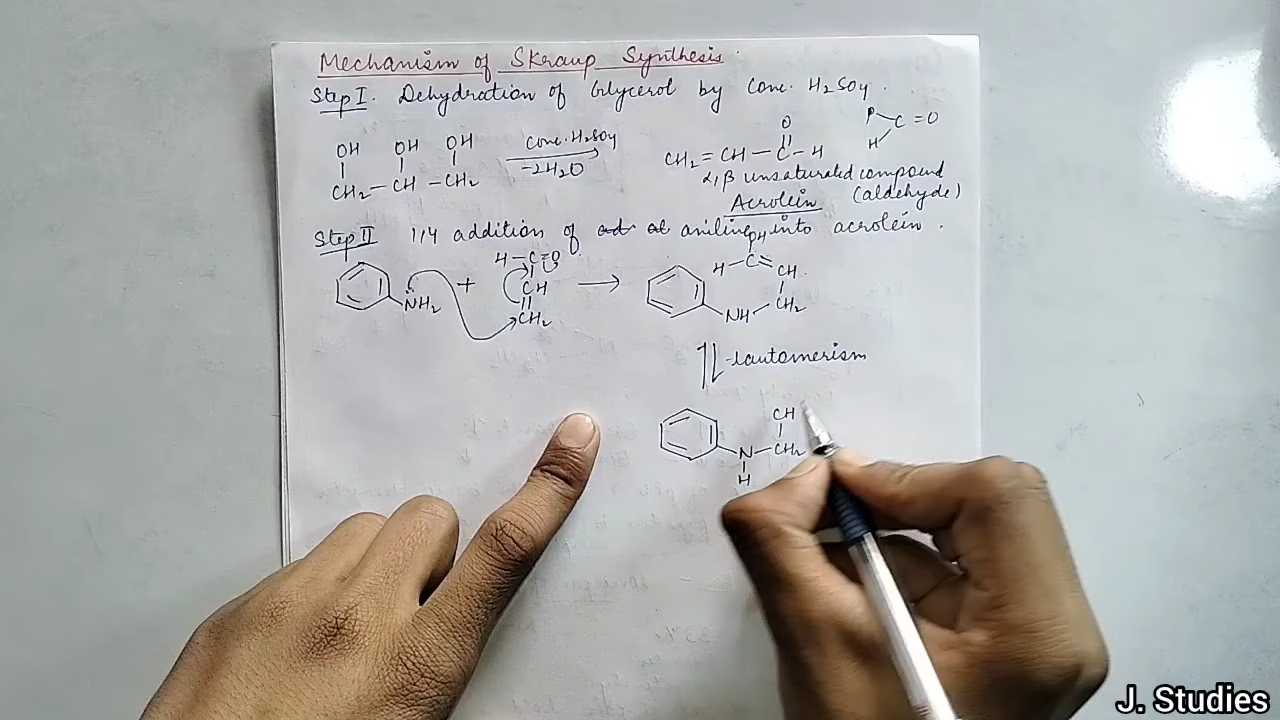 Mechanism of Skraup Synthesis
Step I. Dehydration of Glycerol by Conc. H2SO4.
OH OH OH
CH2 — CH — CH2
Conc. H2SO4
-2H2O
O
CH2 = CH — C — H
C = O
H
α, β unsaturated compound
Acrolein (aldehyde)
Step II 1,4 addition of aniline into acrolein.
NH2 +
H — C = O
CH
CH2
OH
H — C = CH
CH2
NH
tautomerism
CH
N — CH2
H
J. Studies